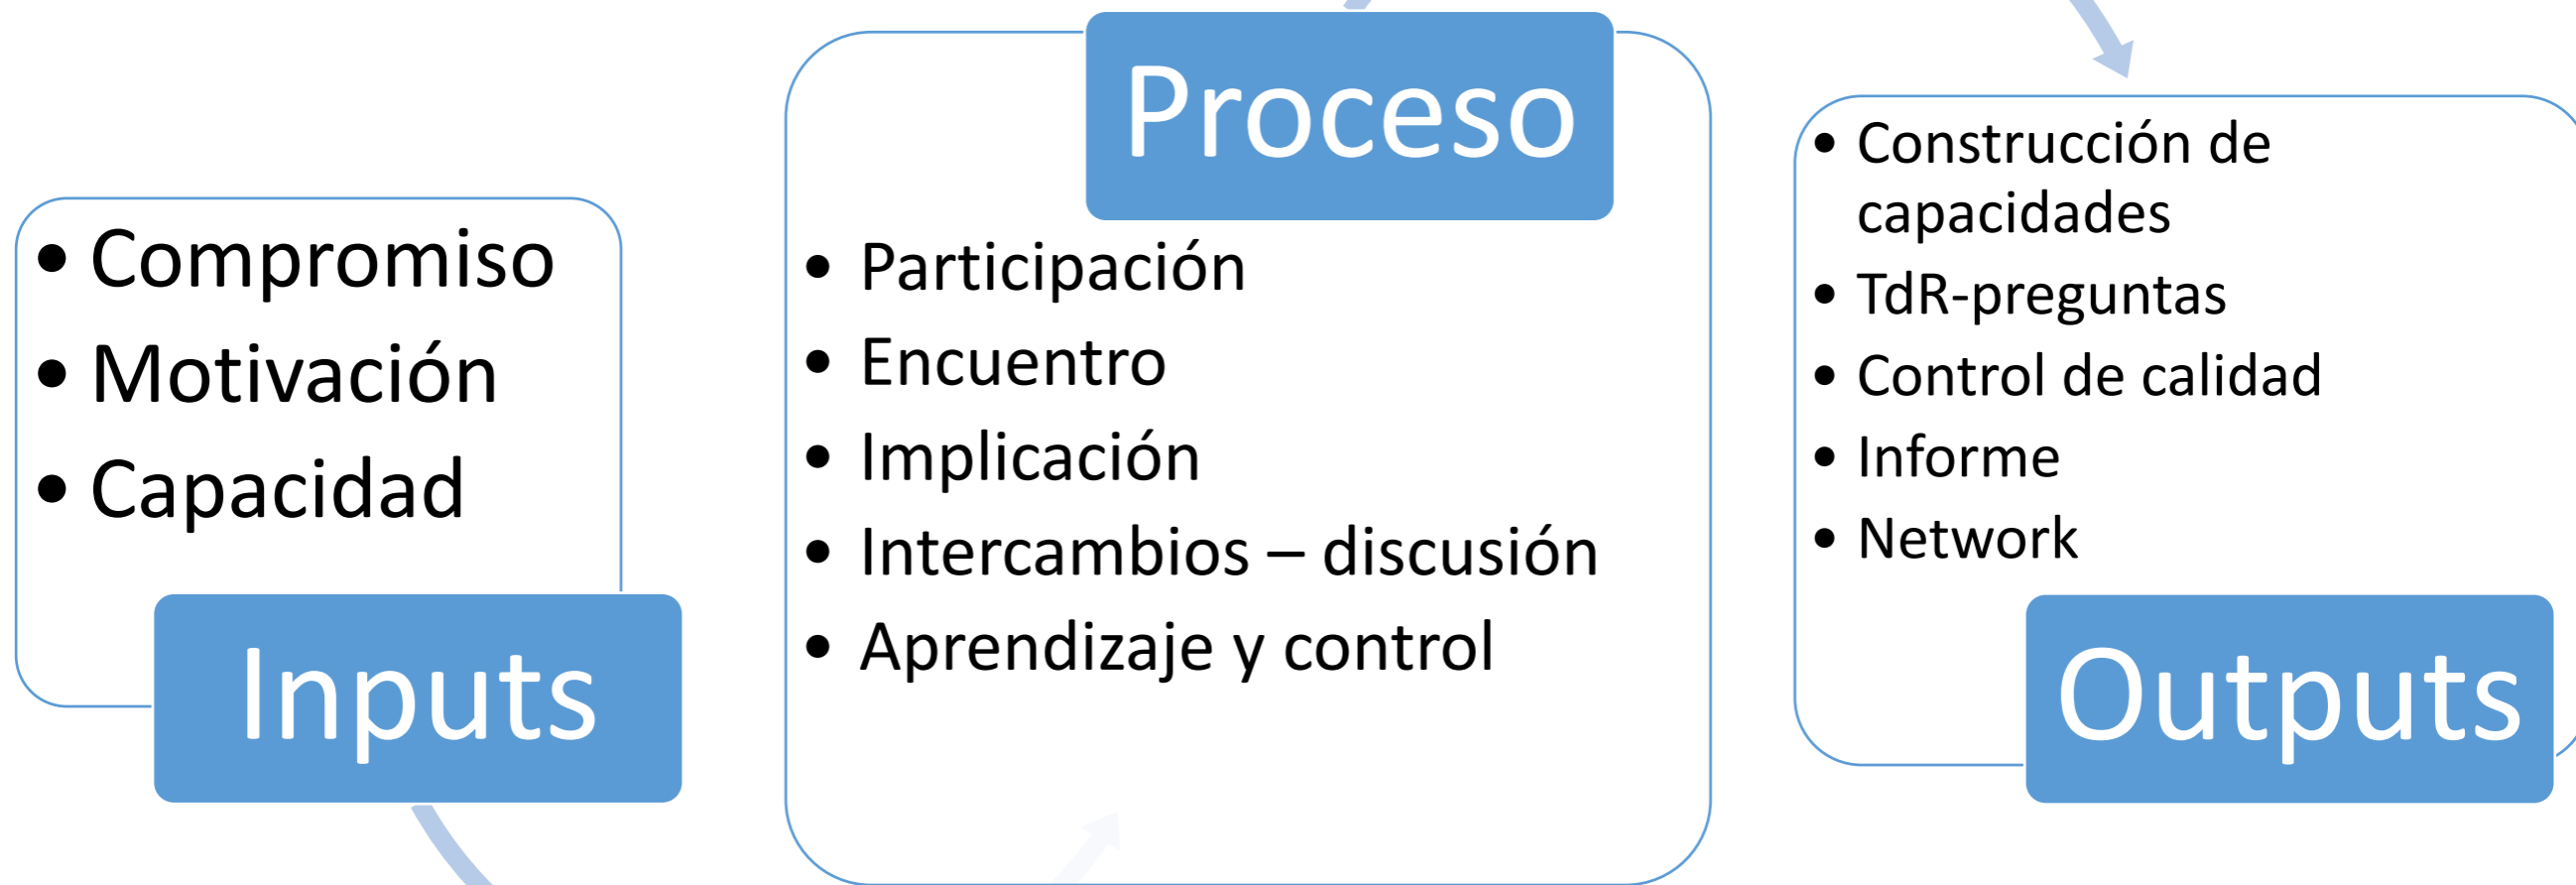 • Compromiso
• Motivación
• Capacidad
Inputs
Proceso
• Participación
• Encuentro
• Implicación
• Intercambios – discusión
• Aprendizaje y control
• Construcción de
capacidades
• TdR-preguntas
• Control de calidad
• Informe
• Network
Outputs